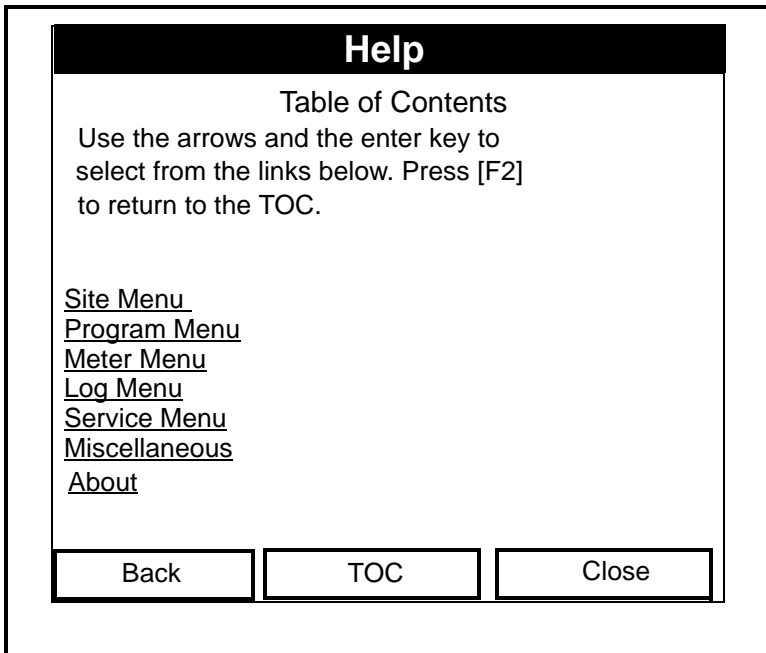 Help
Table of Contents
Use the arrows and the enter key to
select from the links below. Press [F2]
to return to the TOC.
Site Menu
Program Menu
Meter Menu
Log Menu
Service Menu
Miscellaneous
About
Back TOC Close